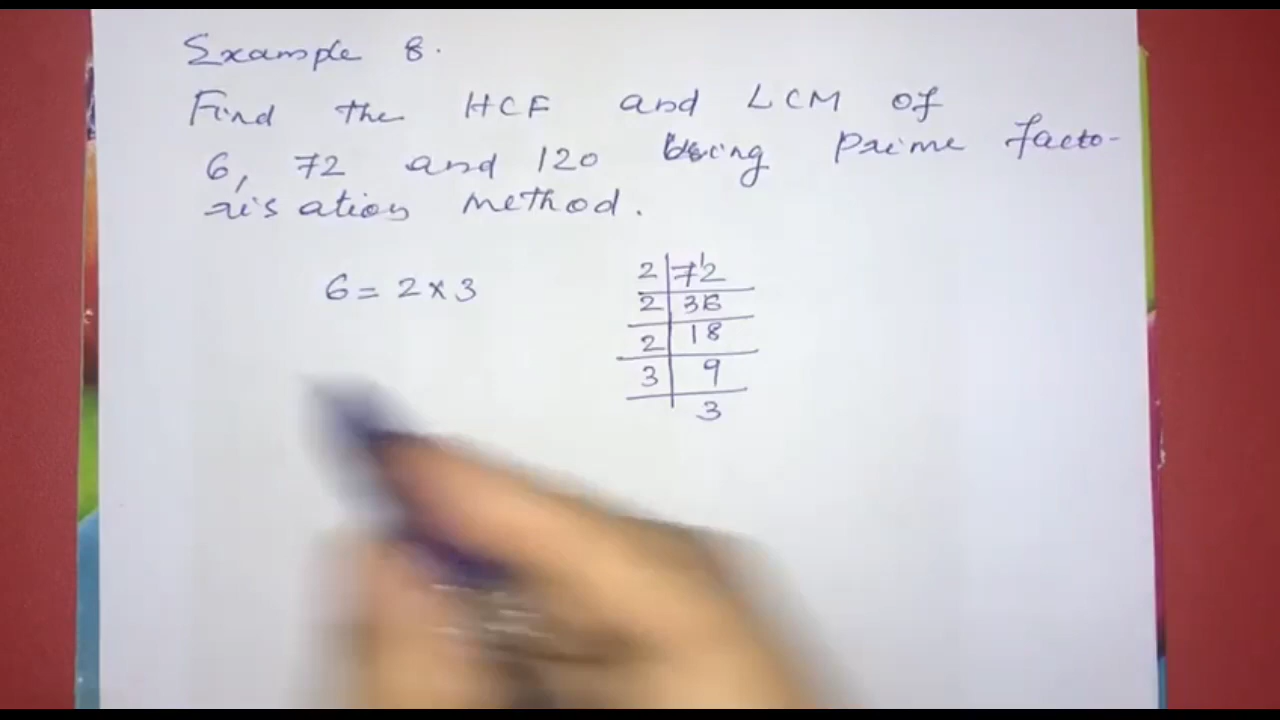 Example 8.
Find the HCF and LCM of
6, 72 and 120 using prime facto-
risation method.
6 = 2 × 3
2 | 72
2 | 36
2 | 18
3 | 9
3